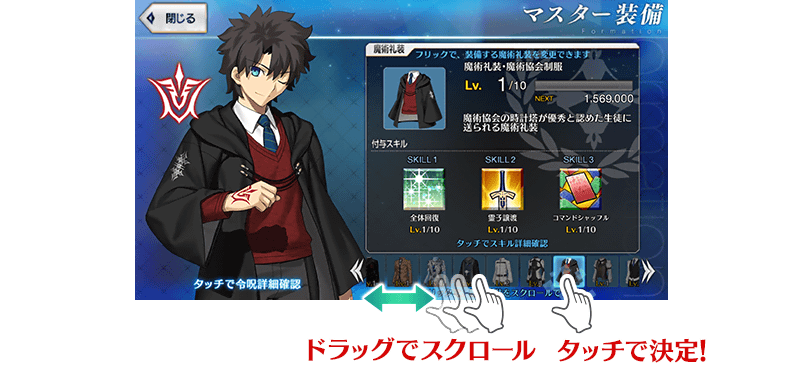 閉じる
マスター装備
Formation
魔術礼装
フリックで、装備する魔術礼装を変更できます
魔術礼装・魔術協会制服
Lv. 1/10
NEXT 1,569,000
魔術協会の時計塔が優秀と認めた生徒に
送られる魔術礼装
付与スキル
SKILL 1 SKILL 2 SKILL 3
全体回復 霊子譲渡 コマンドシャッフル
Lv.1/10 Lv.1/10 Lv.1/10
タッチでスキル詳細確認
タッチで令呪詳細確認
をスクロールで
ドラッグでスクロール タッチで決定!